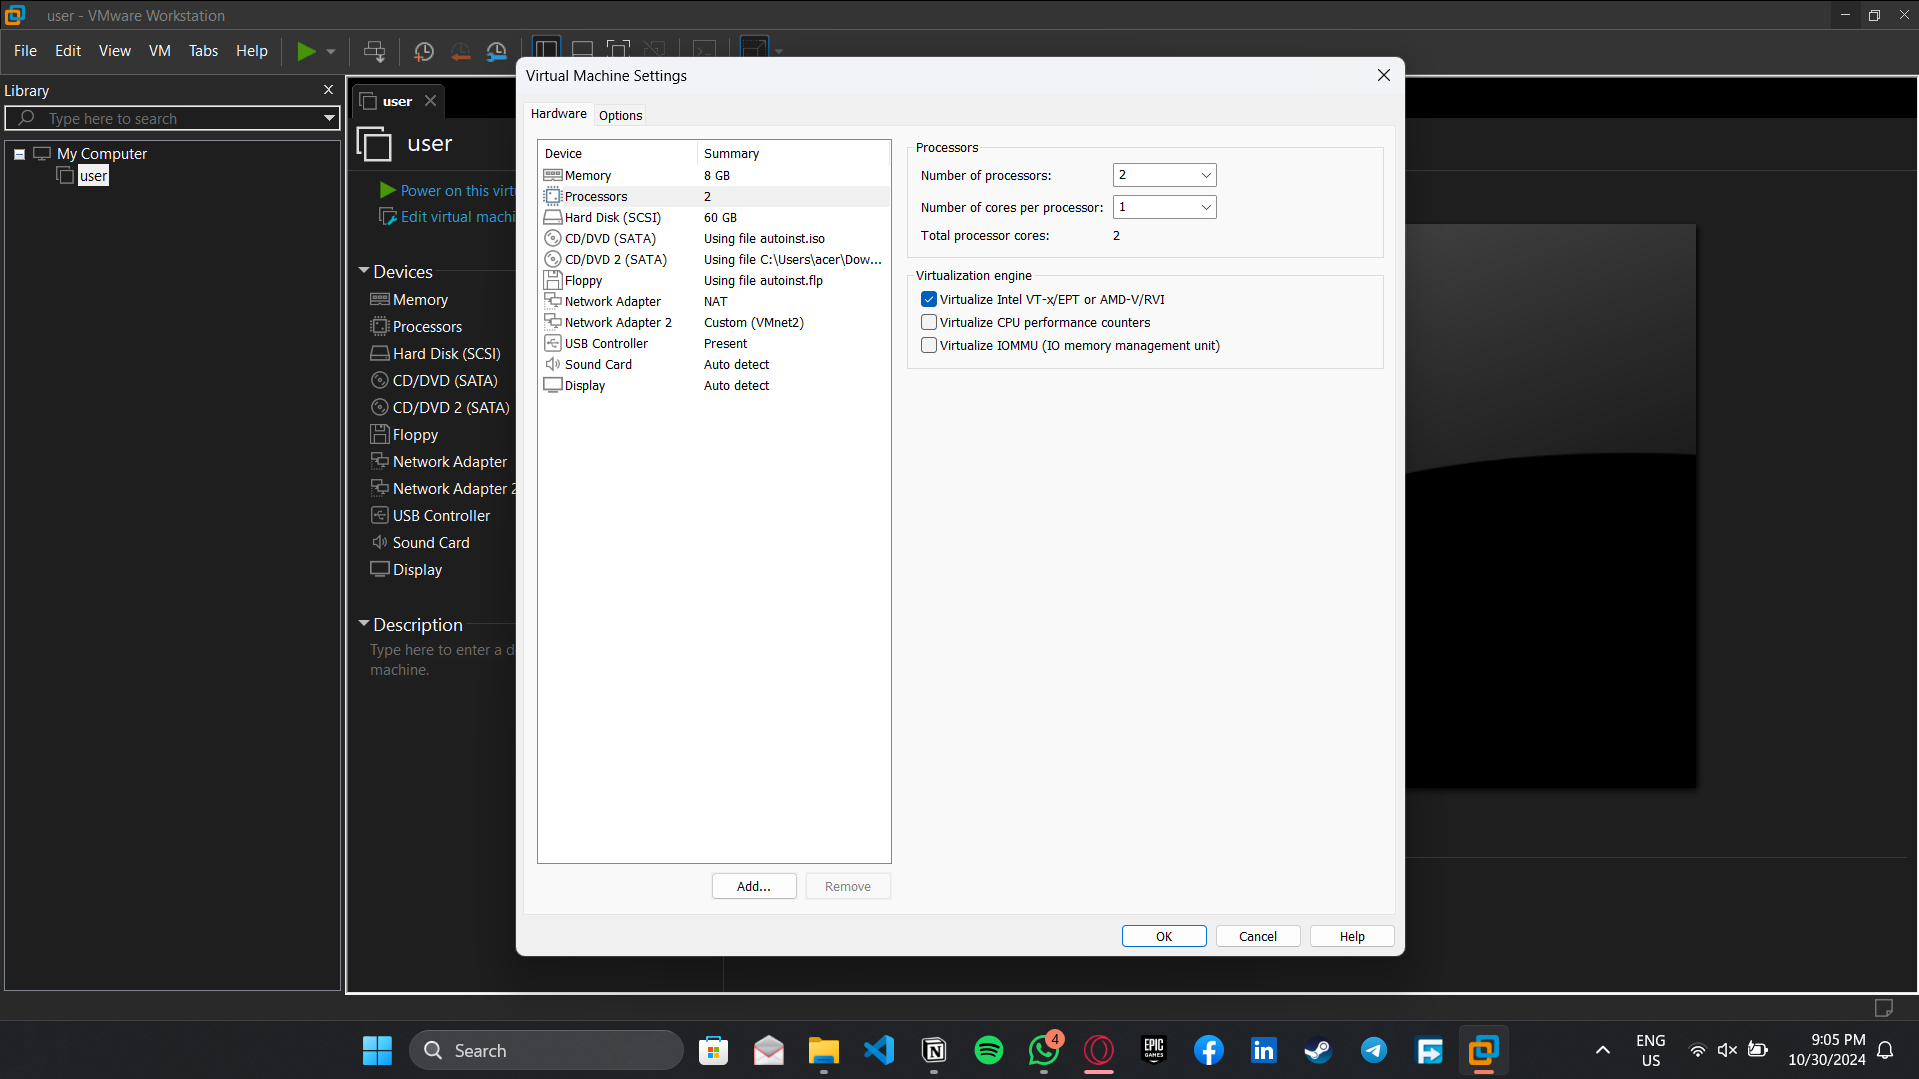 user - VMware Workstation
File Edit View VM Tabs Help
Library
Type here to search
My Computer
user
user
user
Power on this virtu
Edit virtual machi
Devices
Memory
Processors
Hard Disk (SCSI)
CD/DVD (SATA)
CD/DVD 2 (SATA)
Floppy
Network Adapter
Network Adapter 2
USB Controller
Sound Card
Display
Description
Type here to enter a d
machine.
Virtual Machine Settings
Hardware Options
Device Summary
Memory 8 GB
Processors 2
Hard Disk (SCSI) 60 GB
CD/DVD (SATA) Using file autoinst.iso
CD/DVD 2 (SATA) Using file C:\Users\acer\Dow...
Floppy Using file autoinst.flp
Network Adapter NAT
Network Adapter 2 Custom (VMnet2)
USB Controller Present
Sound Card Auto detect
Display Auto detect
Add... Remove
Processors
Number of processors: 2
Number of cores per processor: 1
Total processor cores: 2
Virtualization engine
Virtualize Intel VT-x/EPT or AMD-V/RVI
Virtualize CPU performance counters
Virtualize IOMMU (IO memory management unit)
OK Cancel Help
Search
4
EPIC
GAMES
ENG
US
9:05 PM
10/30/2024